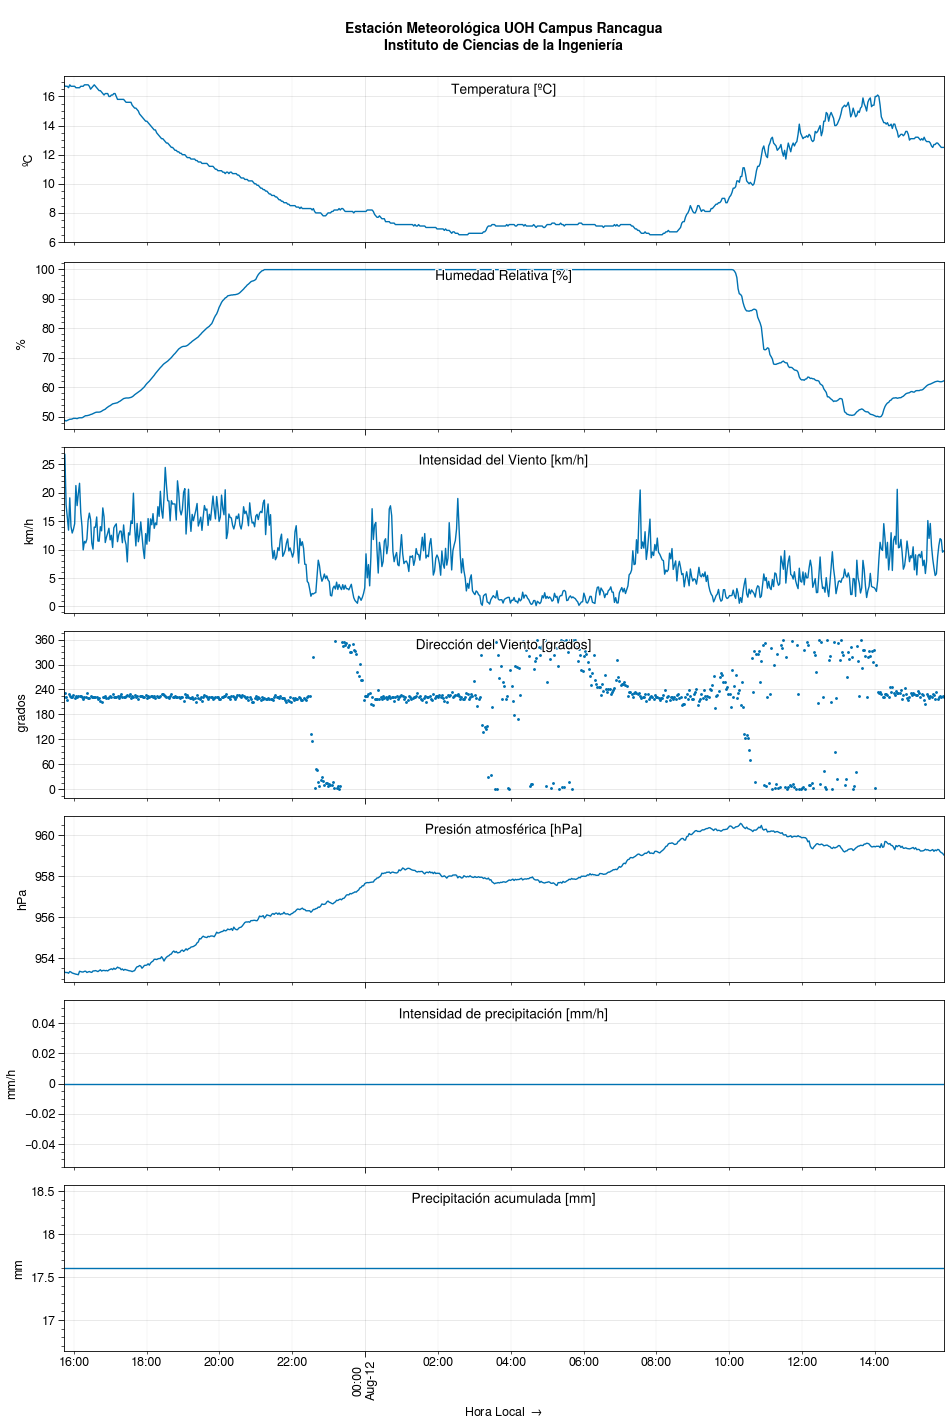 Estación Meteorológica UOH Campus Rancagua
Instituto de Ciencias de la Ingeniería
Temperatura [ºC]
16
14
12
10
8
6
ºC
Humedad Relativa [%]
100
90
80
70
60
50
%
Intensidad del Viento [km/h]
25
20
15
10
5
0
km/h
Dirección del Viento [grados]
360
300
240
180
120
60
0
grados
Presión atmosférica [hPa]
960
958
956
954
hPa
Intensidad de precipitación [mm/h]
0.04
0.02
0
−0.02
−0.04
mm/h
Precipitación acumulada [mm]
18.5
18
17.5
17
mm
16:00 18:00 20:00 22:00 00:00 02:00 04:00 06:00 08:00 10:00 12:00 14:00
Aug-12
Hora Local →